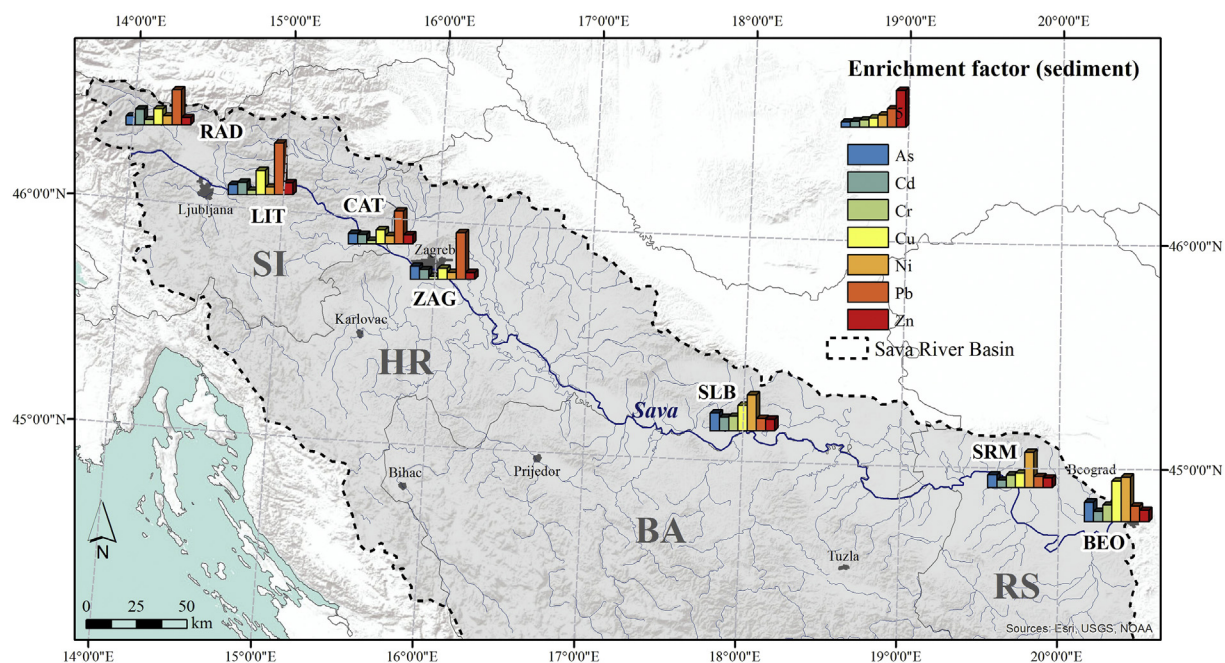 14°0'0"E 15°0'0"E 16°0'0"E 17°0'0"E 18°0'0"E 19°0'0"E 20°0'0"E
Enrichment factor (sediment)
5
As
Cd
Cr
Cu
Ni
Pb
Zn
Sava River Basin
RAD
46°0'0"N
Ljubljana
LIT
CAT
SI
Zagreb
ZAG
46°0'0"N
Karlovac
HR
SLB
Sava
45°0'0"N
SRM
Beograd
45°0'0"N
Bihac
Prijedor
BA
BEO
Tuzla
RS
N
0 25 50
km
Sources: Esri, USGS, NOAA
14°0'0"E 15°0'0"E 16°0'0"E 17°0'0"E 18°0'0"E 19°0'0"E 20°0'0"E